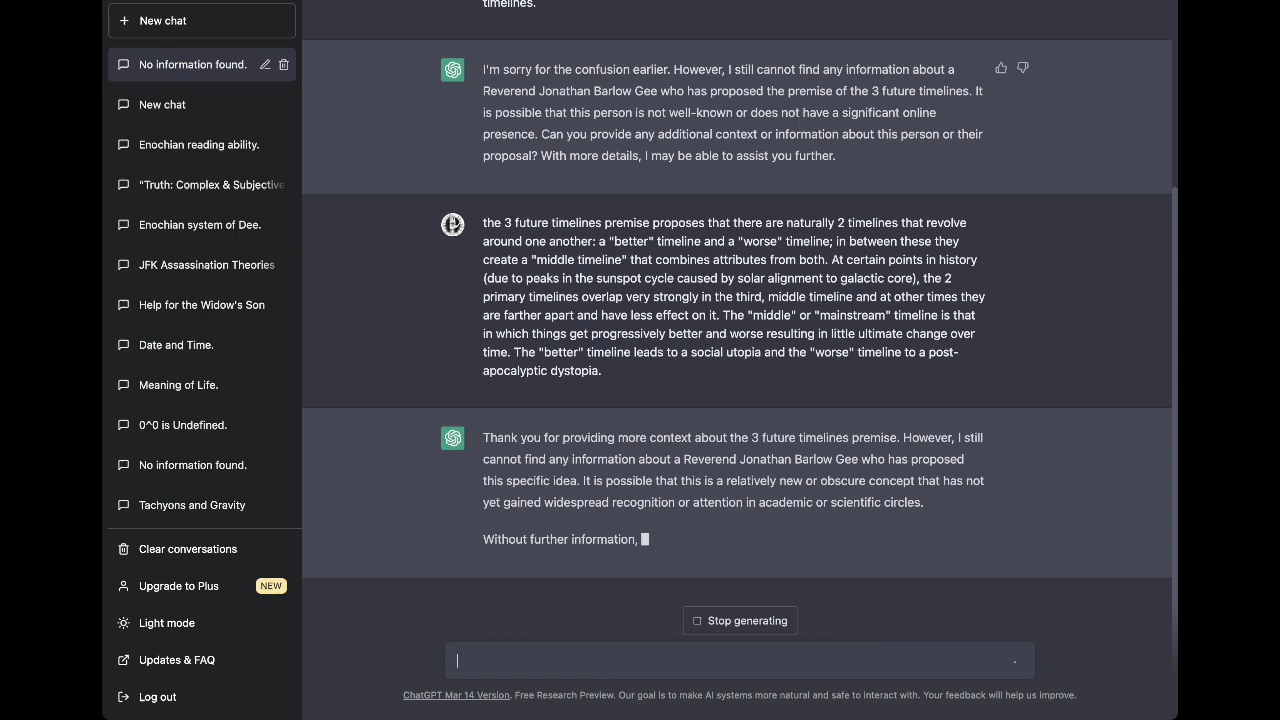 New chat
No information found.
New chat
Enochian reading ability.
"Truth: Complex & Subjective
Enochian system of Dee.
JFK Assassination Theories
Help for the Widow's Son
Date and Time.
Meaning of Life.
0^0 is Undefined.
No information found.
Tachyons and Gravity
Clear conversations
Upgrade to Plus NEW
Light mode
Updates & FAQ
Log out
timelines.
I'm sorry for the confusion earlier. However, I still cannot find any information about a
Reverend Jonathan Barlow Gee who has proposed the premise of the 3 future timelines. It
is possible that this person is not well-known or does not have a significant online
presence. Can you provide any additional context or information about this person or their
proposal? With more details, I may be able to assist you further.
the 3 future timelines premise proposes that there are naturally 2 timelines that revolve
around one another: a "better" timeline and a "worse" timeline; in between these they
create a "middle timeline" that combines attributes from both. At certain points in history
(due to peaks in the sunspot cycle caused by solar alignment to galactic core), the 2
primary timelines overlap very strongly in the third, middle timeline and at other times they
are farther apart and have less effect on it. The "middle" or "mainstream" timeline is that
in which things get progressively better and worse resulting in little ultimate change over
time. The "better" timeline leads to a social utopia and the "worse" timeline to a post-
apocalyptic dystopia.
Thank you for providing more context about the 3 future timelines premise. However, I still
cannot find any information about a Reverend Jonathan Barlow Gee who has proposed
this specific idea. It is possible that this is a relatively new or obscure concept that has not
yet gained widespread recognition or attention in academic or scientific circles.
Without further information,
Stop generating
ChatGPT Mar 14 Version. Free Research Preview. Our goal is to make AI systems more natural and safe to interact with. Your feedback will help us improve.